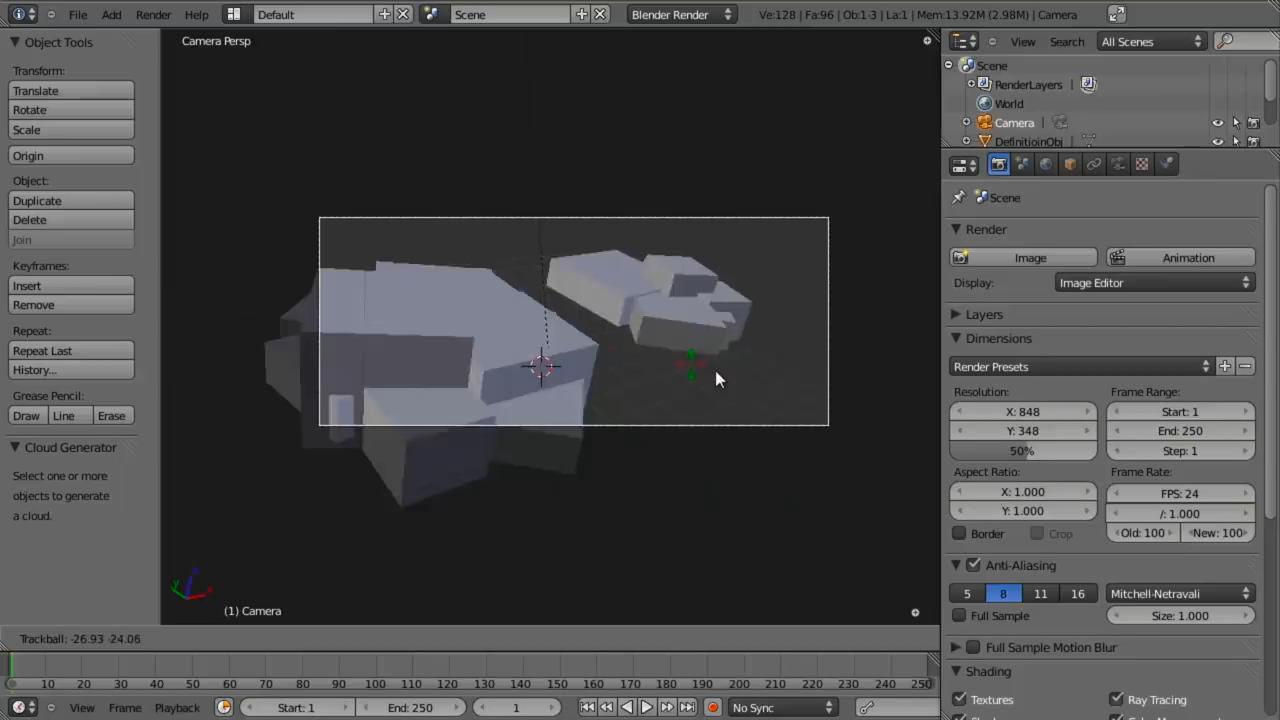 File Add Render Help Default Scene Blender Render Ve:128 | Fa:96 | Ob:1-3 | La:1 | Mem:13.92M (2.98M) | Camera
Object Tools
Transform:
Translate
Rotate
Scale
Origin
Object:
Duplicate
Delete
Join
Keyframes:
Insert
Remove
Repeat:
Repeat Last
History...
Grease Pencil:
Draw Line Erase
Cloud Generator
Select one or more
objects to generate
a cloud.
Camera Persp
(1) Camera
Trackball: -26.93 -24.06
View Search All Scenes
Scene
RenderLayers
World
Camera
DefinitioinObj
Scene
Render
Image Animation
Display: Image Editor
Layers
Dimensions
Render Presets
Resolution: Frame Range:
X: 848 Start: 1
Y: 348 End: 250
50% Step: 1
Aspect Ratio: Frame Rate:
X: 1.000 FPS: 24
Y: 1.000 /: 1.000
Border Crop Old: 100 New: 100
Anti-Aliasing
5 8 11 16 Mitchell-Netravali
Full Sample Size: 1.000
Full Sample Motion Blur
Shading
Textures Ray Tracing
10 20 30 40 50 60 70 80 90 100 110 120 130 140 150 160 170 180 190 200 210 220 230 240 250
View Frame Playback Start: 1 End: 250 1 No Sync